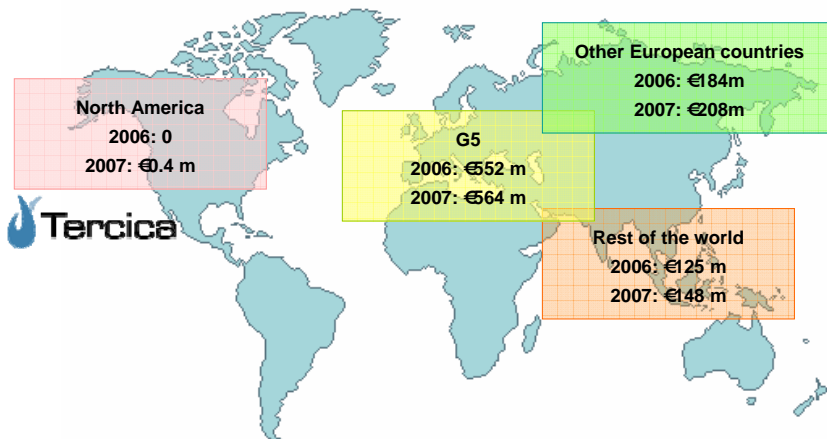 North America
2006: 0
2007: €0.4 m
Tercica
G5
2006: €552 m
2007: €564 m
Other European countries
2006: €184m
2007: €208m
Rest of the world
2006: €125 m
2007: €148 m